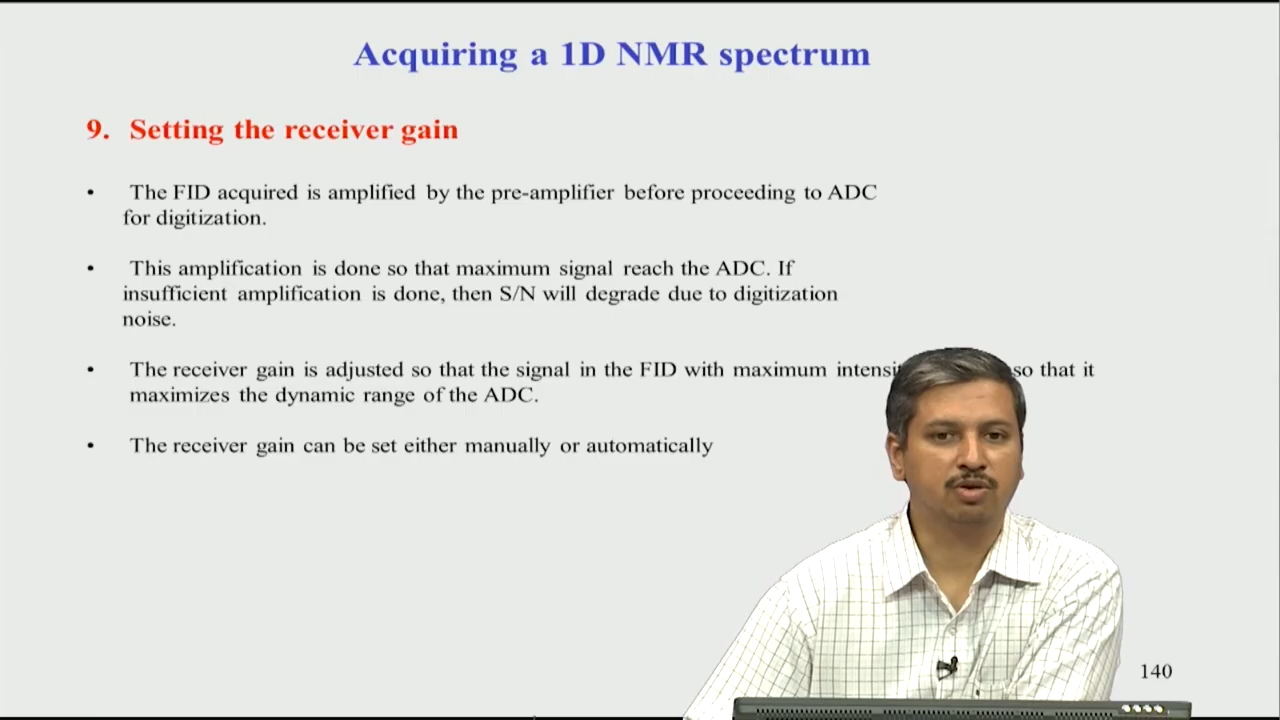 Acquiring a 1D NMR spectrum
9. Setting the receiver gain
• The FID acquired is amplified by the pre-amplifier before proceeding to ADC
for digitization.
• This amplification is done so that maximum signal reach the ADC. If
insufficient amplification is done, then S/N will degrade due to digitization
noise.
• The receiver gain is adjusted so that the signal in the FID with maximum so that it
maximizes the dynamic range of the ADC.
• The receiver gain can be set either manually or automatically
140